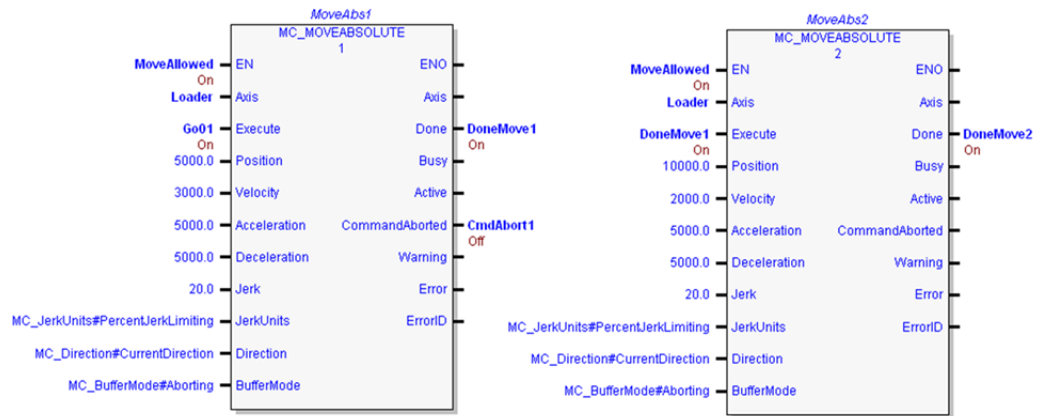 MoveAbs1
MC_MOVEABSOLUTE
1
MoveAllowed EN ENO
On
Loader Axis Axis
Go01 Execute Done DoneMove1
On On
5000.0 Position Busy
3000.0 Velocity Active
5000.0 Acceleration CommandAborted CmdAbort1
Off
5000.0 Deceleration Warning
20.0 Jerk Error
MC_JerkUnits#PercentJerkLimiting JerkUnits ErrorID
MC_Direction#CurrentDirection Direction
MC_BufferMode#Aborting BufferMode
MoveAbs2
MC_MOVEABSOLUTE
2
MoveAllowed EN ENO
On
Loader Axis Axis
DoneMove1 Execute Done DoneMove2
On On
10000.0 Position Busy
2000.0 Velocity Active
5000.0 Acceleration CommandAborted
5000.0 Deceleration Warning
20.0 Jerk Error
MC_JerkUnits#PercentJerkLimiting JerkUnits ErrorID
MC_Direction#CurrentDirection Direction
MC_BufferMode#Aborting BufferMode